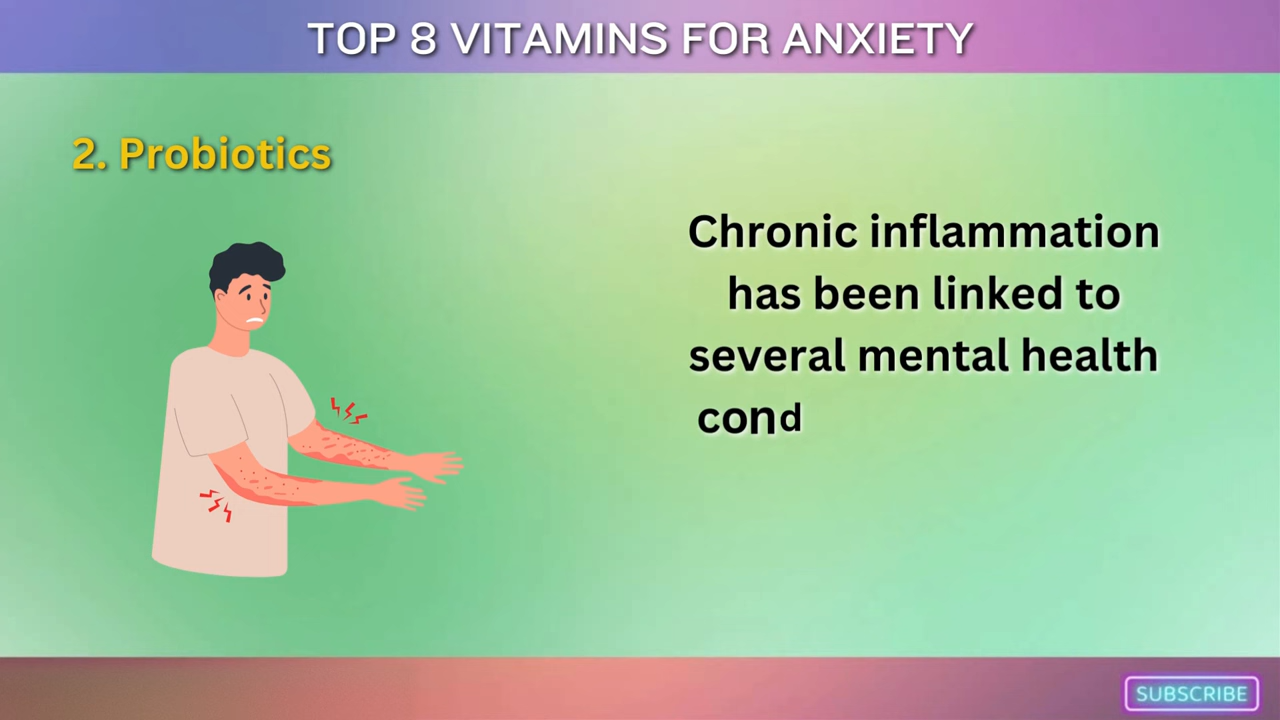 TOP 8 VITAMINS FOR ANXIETY
2. Probiotics
Chronic inflammation
has been linked to
several mental health
cond
SUBSCRIBE